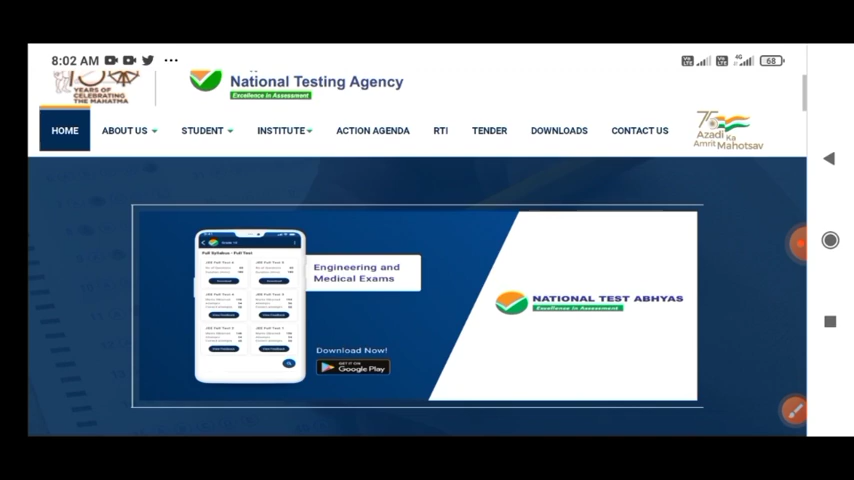 8:02 AM
4G
68
YEARS OF
CELEBRATING
THE MAHATMA
National Testing Agency
Excellence in Assessment
HOME
ABOUT US
STUDENT
INSTITUTE
ACTION AGENDA
RTI
TENDER
DOWNLOADS
CONTACT US
75
Azadi Ka
Amrit Mahotsav
Full Syllabus - Full Test
Engineering and
Medical Exams
Download Now!
GET IT ON
Google Play
NATIONAL TEST ABHYAS
Excellence in Assessment